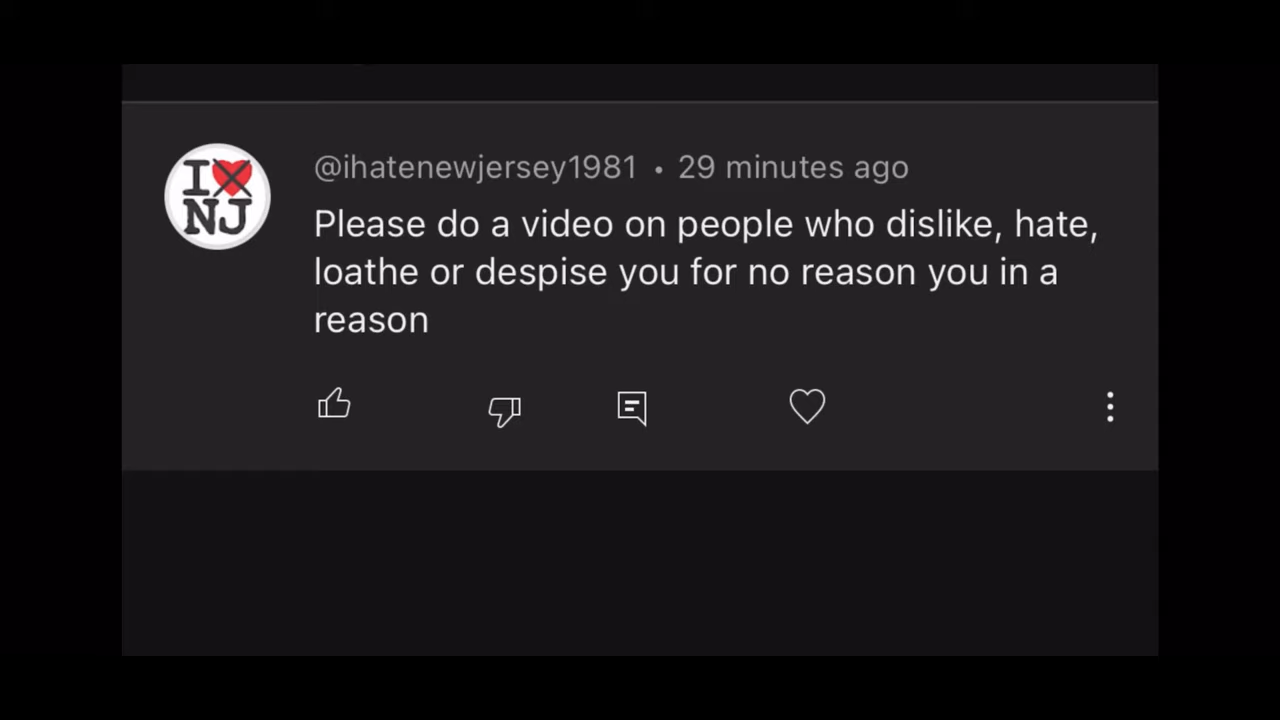 I
NJ
@ihatenewjersey1981 • 29 minutes ago
Please do a video on people who dislike, hate,
loathe or despise you for no reason you in a
reason